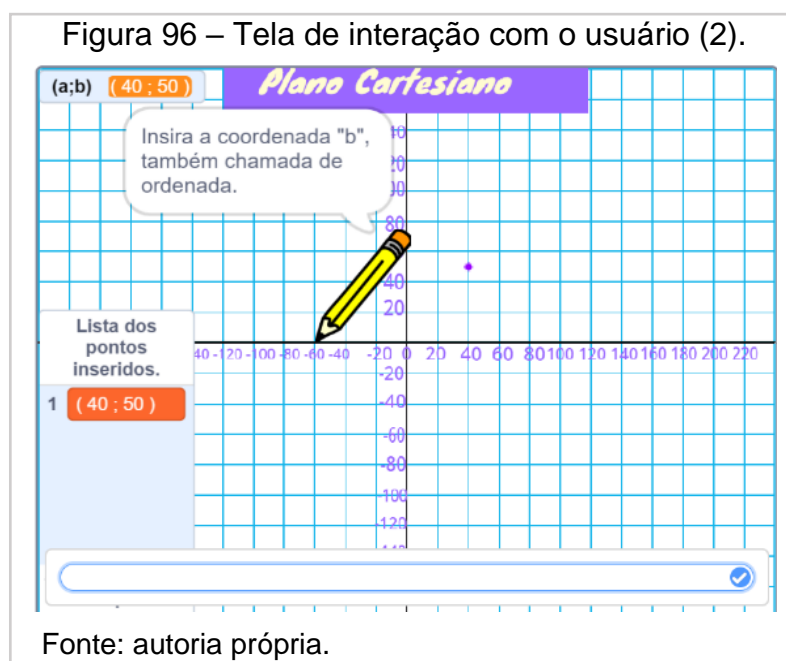 Figura 96 – Tela de interação com o usuário (2).
(a;b) ( 40 ; 50 )
Plano Cartesiano
Insira a coordenada "b",
também chamada de
ordenada.
80
40
20
Lista dos
pontos
inseridos.
40 -120 -100 -80 -60 -40 -20 0 20 40 60 80 100 120 140 160 180 200 220
-20
1 ( 40 ; 50 )
-40
-60
-80
-100
-120
Fonte: autoria própria.